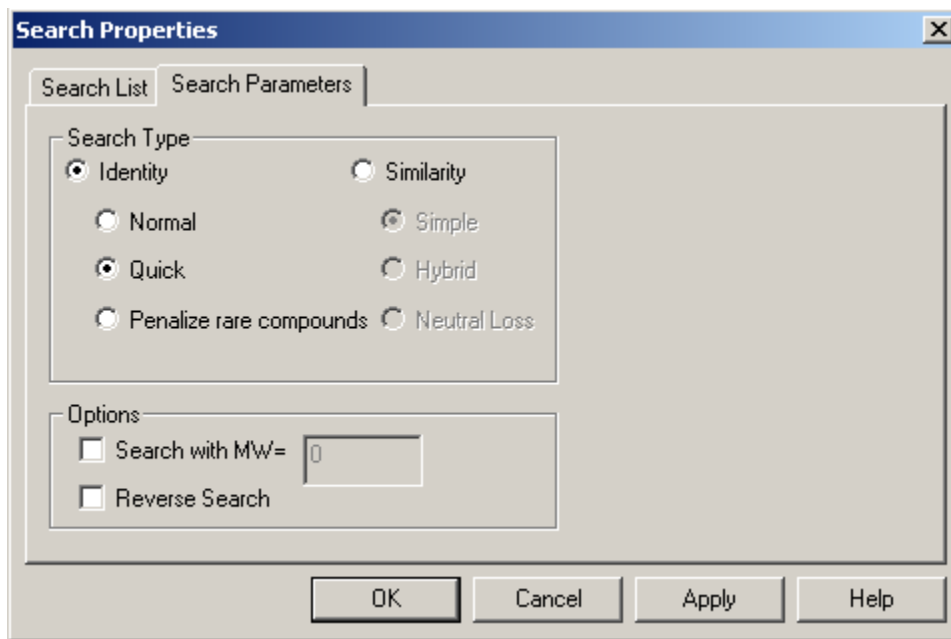 Search Properties
Search List Search Parameters
Search Type
Identity Similarity
Normal Simple
Quick Hybrid
Penalize rare compounds Neutral Loss
Options
Search with MW= 0
Reverse Search
OK Cancel Apply Help